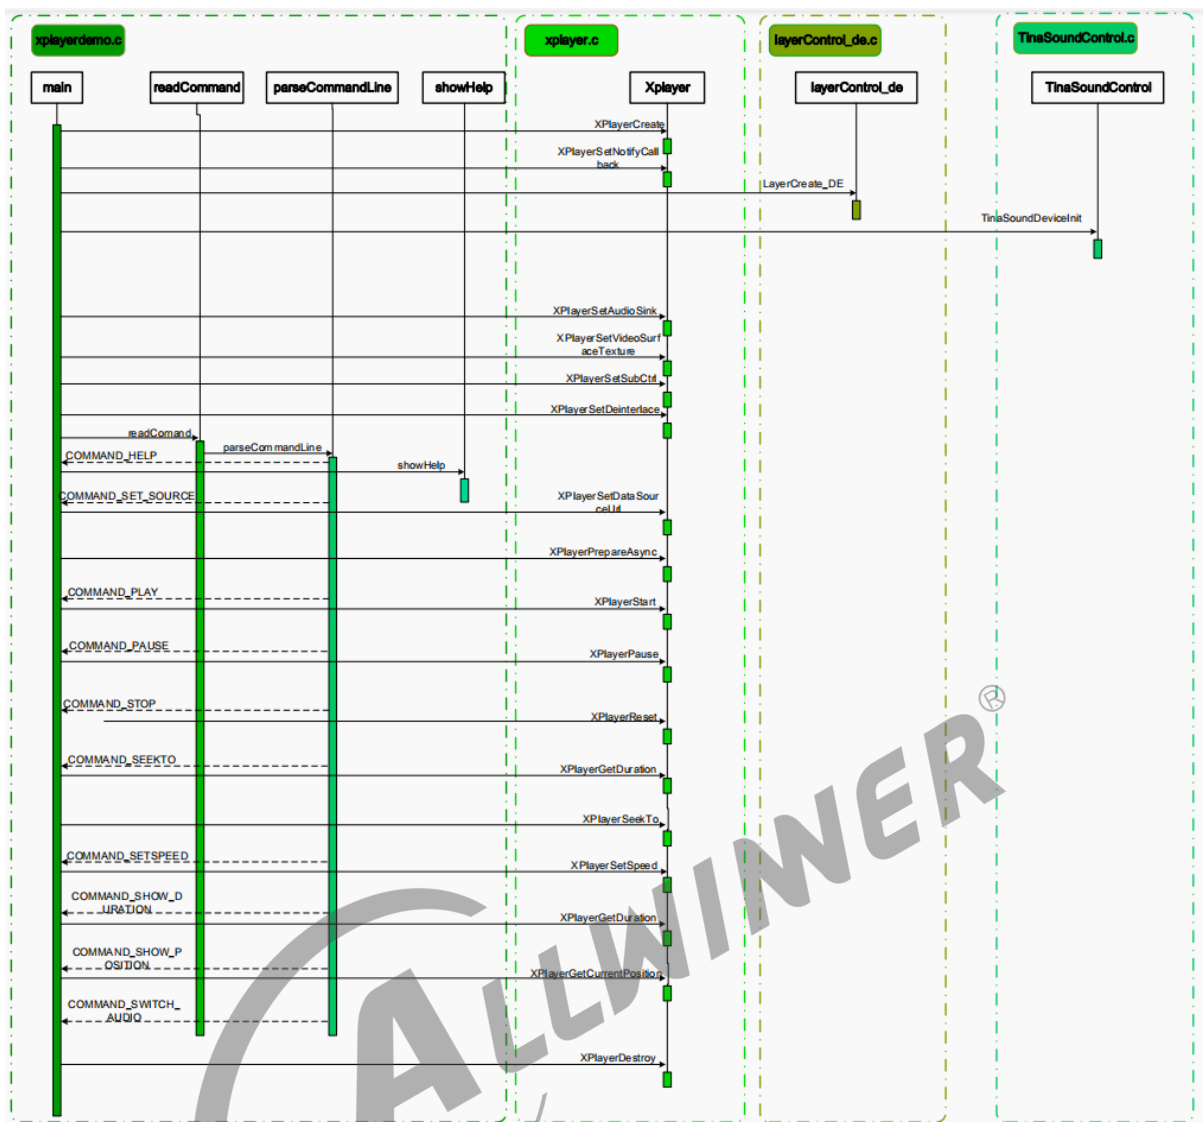 xplayerdemo.c
xplayer.c
layerControl_de.c
TinaSoundControl.c
main
readCommand
parseCommandLine
showHelp
Xplayer
layerControl_de
TinaSoundControl
XPlayerCreate
XPlayerSetNotifyCall
back
LayerCreate_DE
TinaSoundDeviceInit
XPlayerSetAudioSink
XPlayerSetVideoSurf
aceTexture
XPlayerSetSubCtrl
XPlayerSetDeinterlace
readComand
parseCommandLine
COMMAND_HELP
showHelp
COMMAND_SET_SOURCE
XPlayerSetDataSour
ceUrl
XPlayerPrepareAsync
COMMAND_PLAY
XPlayerStart
COMMAND_PAUSE
XPlayerPause
COMMAND_STOP
XPlayerReset
COMMAND_SEEKTO
XPlayerGetDuration
XPlayerSeekTo
COMMAND_SETSPEED
XPlayerSetSpeed
COMMAND_SHOW_D
URATION
XPlayerGetDuration
COMMAND_SHOW_P
OSITION
XPlayerGetCurrentPosition
COMMAND_SWITCH_
AUDIO
XPlayerDestroy
ALLWINNER®